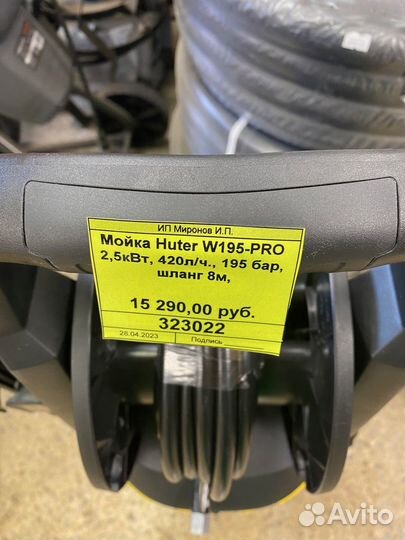 ИП Миронов И.П.
Мойка Huter W195-PRO
2,5кВт, 420л/ч., 195 бар,
шланг 8м,
15 290,00 руб.
323022
28.04.2023 Подпись
Avito